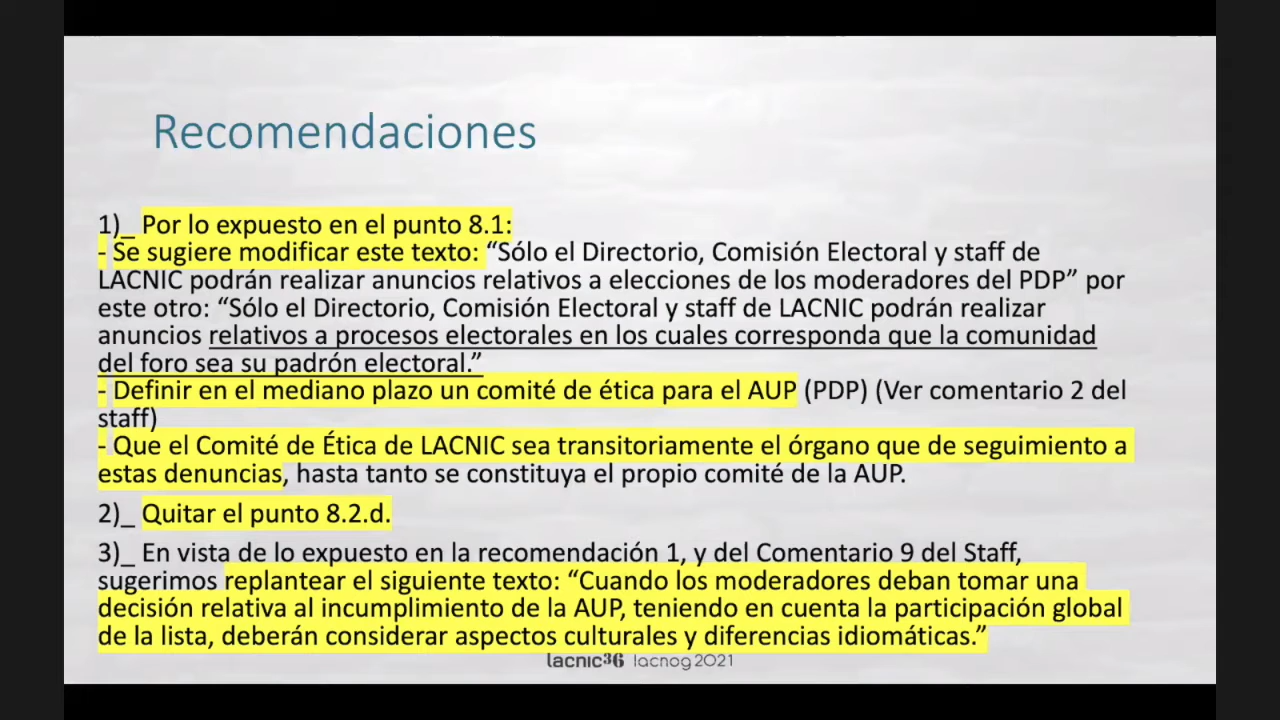 Recomendaciones
1)_ Por lo expuesto en el punto 8.1:
- Se sugiere modificar este texto: “Sólo el Directorio, Comisión Electoral y staff de
LACNIC podrán realizar anuncios relativos a elecciones de los moderadores del PDP” por
este otro: “Sólo el Directorio, Comisión Electoral y staff de LACNIC podrán realizar
anuncios relativos a procesos electorales en los cuales corresponda que la comunidad
del foro sea su padrón electoral.”
- Definir en el mediano plazo un comité de ética para el AUP (PDP) (Ver comentario 2 del
staff)
- Que el Comité de Ética de LACNIC sea transitoriamente el órgano que de seguimiento a
estas denuncias, hasta tanto se constituya el propio comité de la AUP.
2)_ Quitar el punto 8.2.d.
3)_ En vista de lo expuesto en la recomendación 1, y del Comentario 9 del Staff,
sugerimos replantear el siguiente texto: “Cuando los moderadores deban tomar una
decisión relativa al incumplimiento de la AUP, teniendo en cuenta la participación global
de la lista, deberán considerar aspectos culturales y diferencias idiomáticas.”
lacnic36 lacnog2021